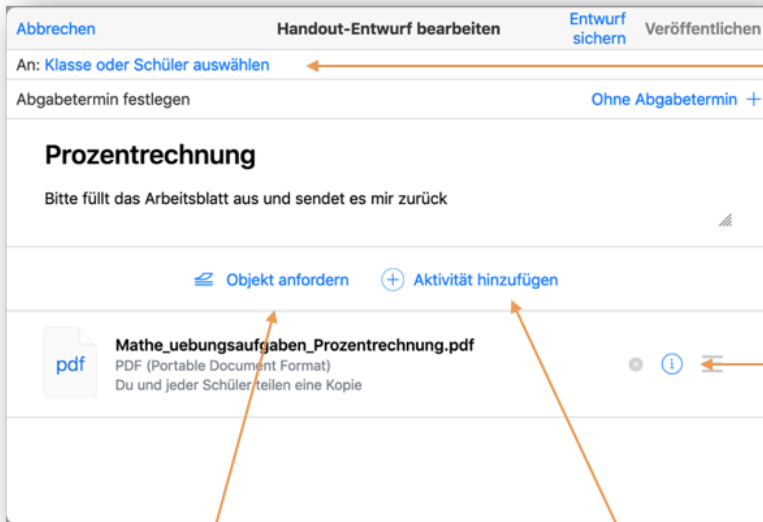 Abbrechen Handout-Entwurf bearbeiten Entwurf sichern Veröffentlichen
An: Klasse oder Schüler auswählen
Abgabetermin festlegen Ohne Abgabetermin +
Prozentrechnung
Bitte füllt das Arbeitsblatt aus und sendet es mir zurück
Objekt anfordern Aktivität hinzufügen
pdf
Mathe_uebungsaufgaben_Prozentrechnung.pdf
PDF (Portable Document Format)
Du und jeder Schüler teilen eine Kopie